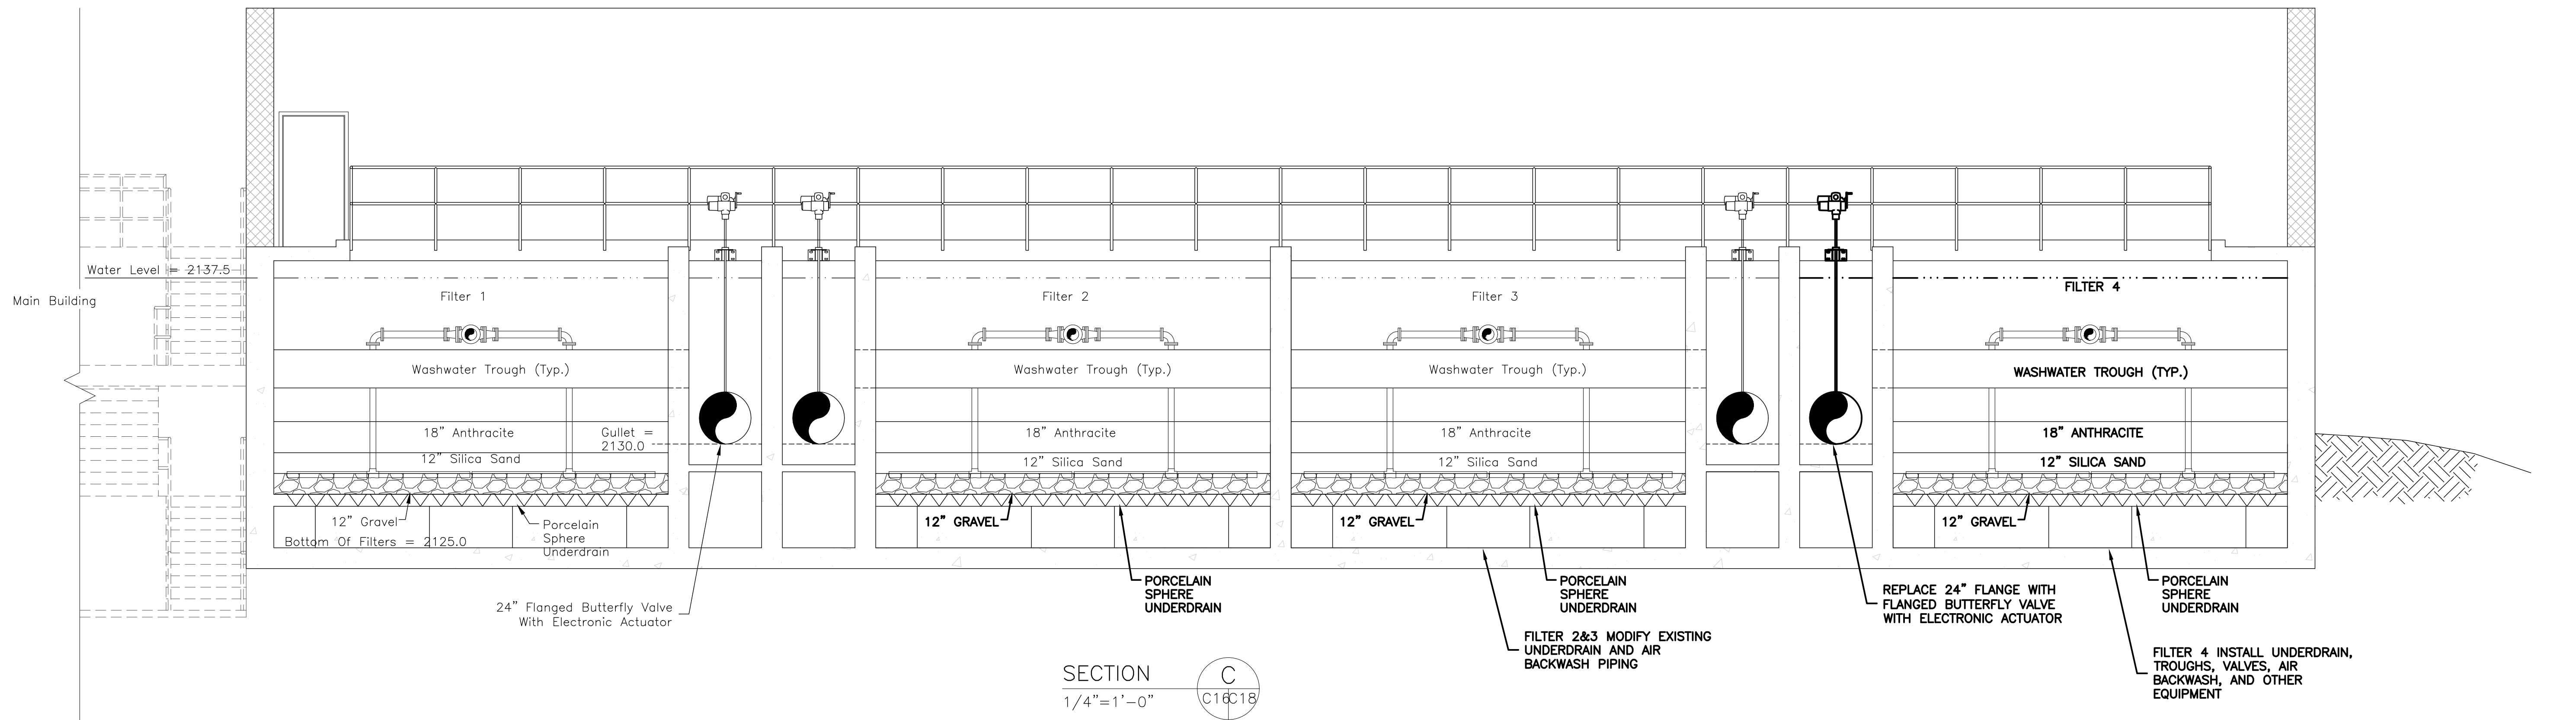 Water Level = 2137.5
Main Building
Filter 1
Filter 2
Filter 3
FILTER 4
Washwater Trough (Typ.)
Washwater Trough (Typ.)
Washwater Trough (Typ.)
WASHWATER TROUGH (TYP.)
18" Anthracite
Gullet =
2130.0
18" Anthracite
18" Anthracite
18" ANTHRACITE
12" Silica Sand
12" Silica Sand
12" Silica Sand
12" SILICA SAND
12" Gravel
Porcelain
Sphere
Underdrain
Bottom Of Filters = 2125.0
12" GRAVEL
12" GRAVEL
12" GRAVEL
24" Flanged Butterfly Valve
With Electronic Actuator
PORCELAIN
SPHERE
UNDERDRAIN
PORCELAIN
SPHERE
UNDERDRAIN
FILTER 2&3 MODIFY EXISTING
UNDERDRAIN AND AIR
BACKWASH PIPING
REPLACE 24" FLANGE WITH
FLANGED BUTTERFLY VALVE
WITH ELECTRONIC ACTUATOR
PORCELAIN
SPHERE
UNDERDRAIN
FILTER 4 INSTALL UNDERDRAIN,
TROUGHS, VALVES, AIR
BACKWASH, AND OTHER
EQUIPMENT
SECTION
1/4"=1'-0"
C
C16
C18